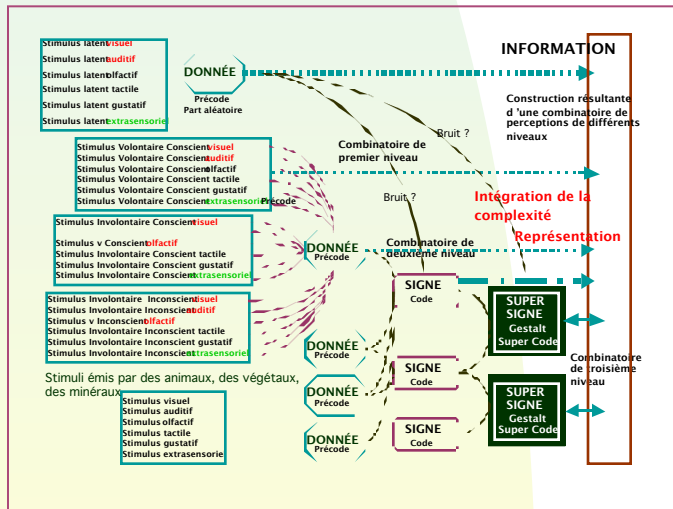 Stimulus latent visuel
Stimulus latent auditif
Stimulus latent olfactif
Stimulus latent tactile
Stimulus latent gustatif
Stimulus latent extrasensoriel
DONNÉE
Précode
Part aléatoire
INFORMATION
Construction résultante
d 'une combinatoire de
perceptions de différents
niveaux
Bruit ?
Combinatoire de
premier niveau
Stimulus Volontaire Conscient visuel
Stimulus Volontaire Conscient auditif
Stimulus Volontaire Conscient olfactif
Stimulus Volontaire Conscient tactile
Stimulus Volontaire Conscient gustatif
Stimulus Volontaire Conscient extrasensoriel
Précode
Bruit ?
Intégration de la
complexité
Représentation
Stimulus Involontaire Conscient visuel
Stimulus v Conscient olfactif
Stimulus Involontaire Conscient tactile
Stimulus Involontaire Conscient gustatif
Stimulus Involontaire Conscient extrasensoriel
DONNÉE
Précode
Combinatoire de
deuxième niveau
SIGNE
Code
Stimulus Involontaire Inconscient visuel
Stimulus Involontaire Inconscient auditif
Stimulus v Inconscient olfactif
Stimulus Involontaire Inconscient tactile
Stimulus Involontaire Inconscient gustatif
Stimulus Involontaire Inconscient extrasensoriel
SUPER
SIGNE
Gestalt
Super Code
DONNÉE
Précode
SIGNE
Code
Combinatoire
de troisième
niveau
Stimuli émis par des animaux, des végétaux,
des minéraux
Stimulus visuel
Stimulus auditif
Stimulus olfactif
Stimulus tactile
Stimulus gustatif
Stimulus extrasensorie
DONNÉE
Précode
SUPER
SIGNE
Gestalt
Super Code
DONNÉE
Précode
SIGNE
Code